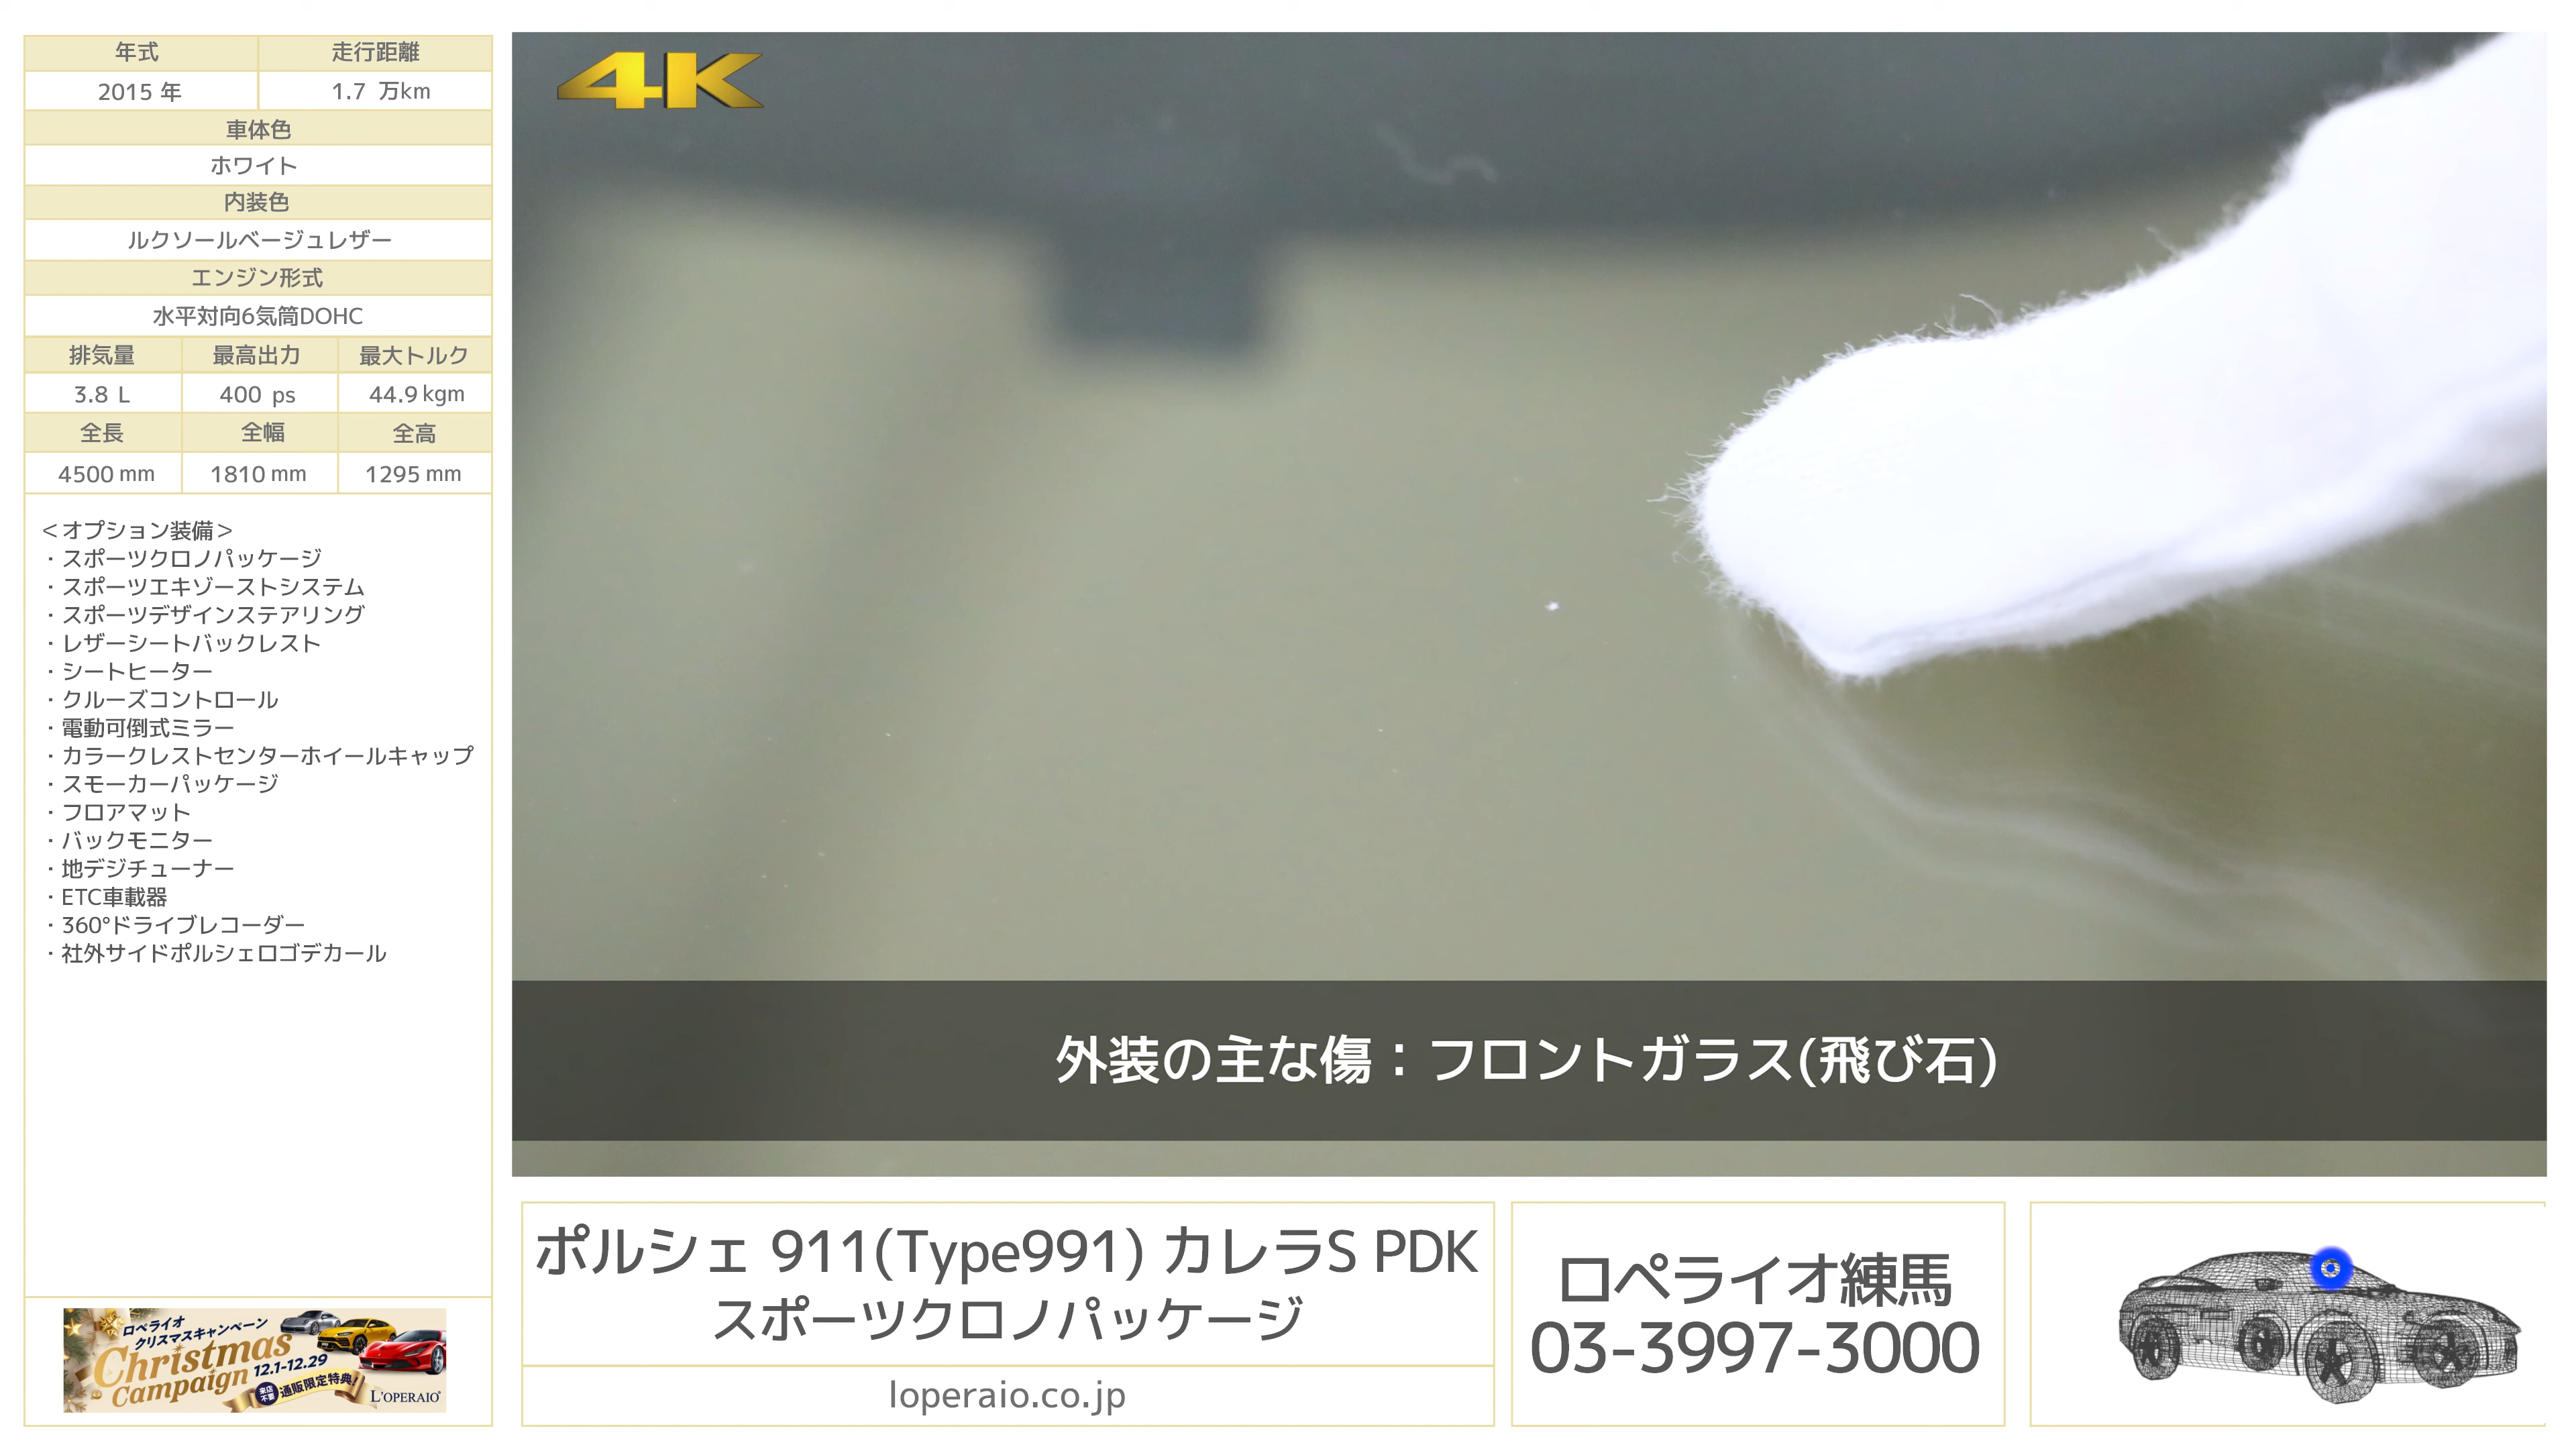 年式 走行距離
2015 年 1.7 万km
車体色
ホワイト
内装色
ルクソールベージュレザー
エンジン形式
水平対向6気筒DOHC
排気量 最高出力 最大トルク
3.8 L 400 ps 44.9 kgm
全長 全幅 全高
4500 mm 1810 mm 1295 mm
＜オプション装備＞
・スポーツクロノパッケージ
・スポーツエキゾーストシステム
・スポーツデザインステアリング
・レザーシートバックレスト
・シートヒーター
・クルーズコントロール
・電動可倒式ミラー
・カラークレストセンターホイールキャップ
・スモーカーパッケージ
・フロアマット
・バックモニター
・地デジチューナー
・ETC車載器
・360°ドライブレコーダー
・社外サイドポルシェロゴデカール
ロペライオ
クリスマスキャンペーン
Christmas
Campaign
12.1-12.29
来店
不要
通販限定特典!
L'OPERAIO
4K
外装の主な傷：フロントガラス(飛び石)
ポルシェ 911(Type991) カレラS PDK
スポーツクロノパッケージ
loperaio.co.jp
ロペライオ練馬
03-3997-3000